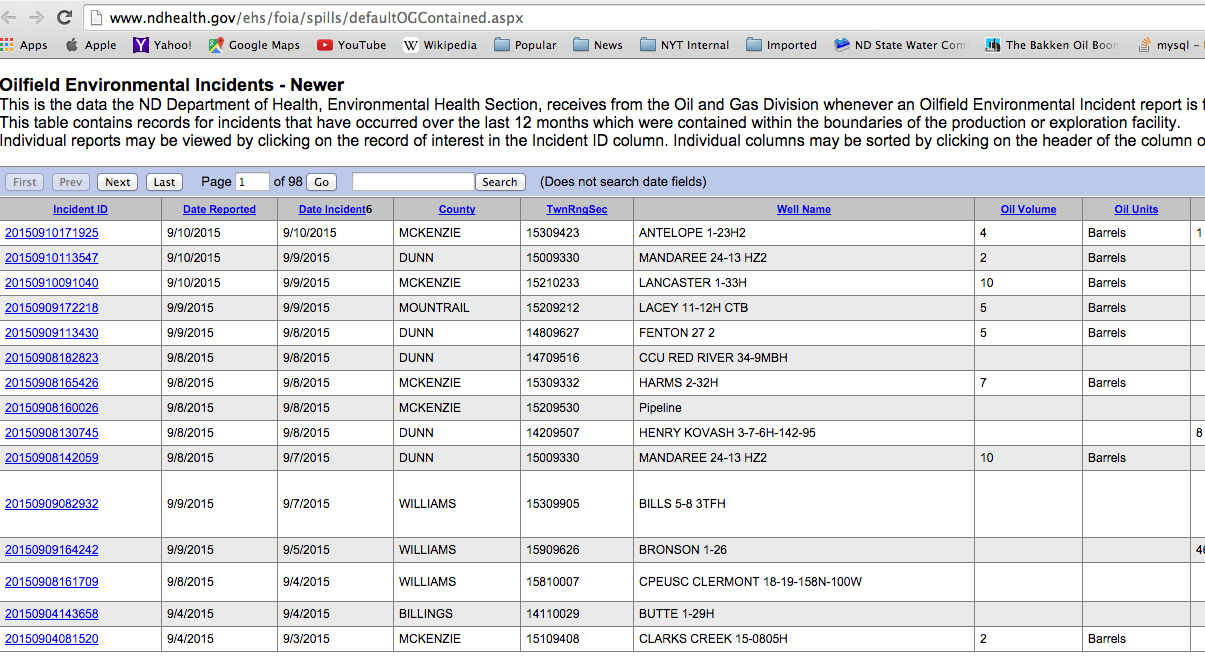 www.ndhealth.gov/ehs/foia/spills/defaultOGContained.aspx
Apps Apple Yahoo! Google Maps YouTube Wikipedia Popular News NYT Internal Imported ND State Water Com The Bakken Oil Boom mysql –
Oilfield Environmental Incidents - Newer
This is the data the ND Department of Health, Environmental Health Section, receives from the Oil and Gas Division whenever an Oilfield Environmental Incident report is f
This table contains records for incidents that have occurred over the last 12 months which were contained within the boundaries of the production or exploration facility.
Individual reports may be viewed by clicking on the record of interest in the Incident ID column. Individual columns may be sorted by clicking on the header of the column o
First Prev Next Last Page 1 of 98 Go Search (Does not search date fields)
Incident ID Date Reported Date Incident6 County TwnRngSec Well Name Oil Volume Oil Units
20150910171925 9/10/2015 9/10/2015 MCKENZIE 15309423 ANTELOPE 1-23H2 4 Barrels 1
20150910113547 9/10/2015 9/9/2015 DUNN 15009330 MANDAREE 24-13 HZ2 2 Barrels
20150910091040 9/10/2015 9/9/2015 MCKENZIE 15210233 LANCASTER 1-33H 10 Barrels
20150909172218 9/9/2015 9/8/2015 MOUNTRAIL 15209212 LACEY 11-12H CTB 5 Barrels
20150909113430 9/9/2015 9/8/2015 DUNN 14809627 FENTON 27 2 5 Barrels
20150908182823 9/8/2015 9/8/2015 DUNN 14709516 CCU RED RIVER 34-9MBH
20150908165426 9/8/2015 9/8/2015 MCKENZIE 15309332 HARMS 2-32H 7 Barrels
20150908160026 9/8/2015 9/8/2015 MCKENZIE 15209530 Pipeline
20150908130745 9/8/2015 9/8/2015 DUNN 14209507 HENRY KOVASH 3-7-6H-142-95 8
20150908142059 9/8/2015 9/7/2015 DUNN 15009330 MANDAREE 24-13 HZ2 10 Barrels
20150909082932 9/9/2015 9/7/2015 WILLIAMS 15309905 BILLS 5-8 3TFH
20150909164242 9/9/2015 9/5/2015 WILLIAMS 15909626 BRONSON 1-26 46
20150908161709 9/8/2015 9/4/2015 WILLIAMS 15810007 CPEUSC CLERMONT 18-19-158N-100W
20150904143658 9/4/2015 9/4/2015 BILLINGS 14110029 BUTTE 1-29H
20150904081520 9/4/2015 9/3/2015 MCKENZIE 15109408 CLARKS CREEK 15-0805H 2 Barrels